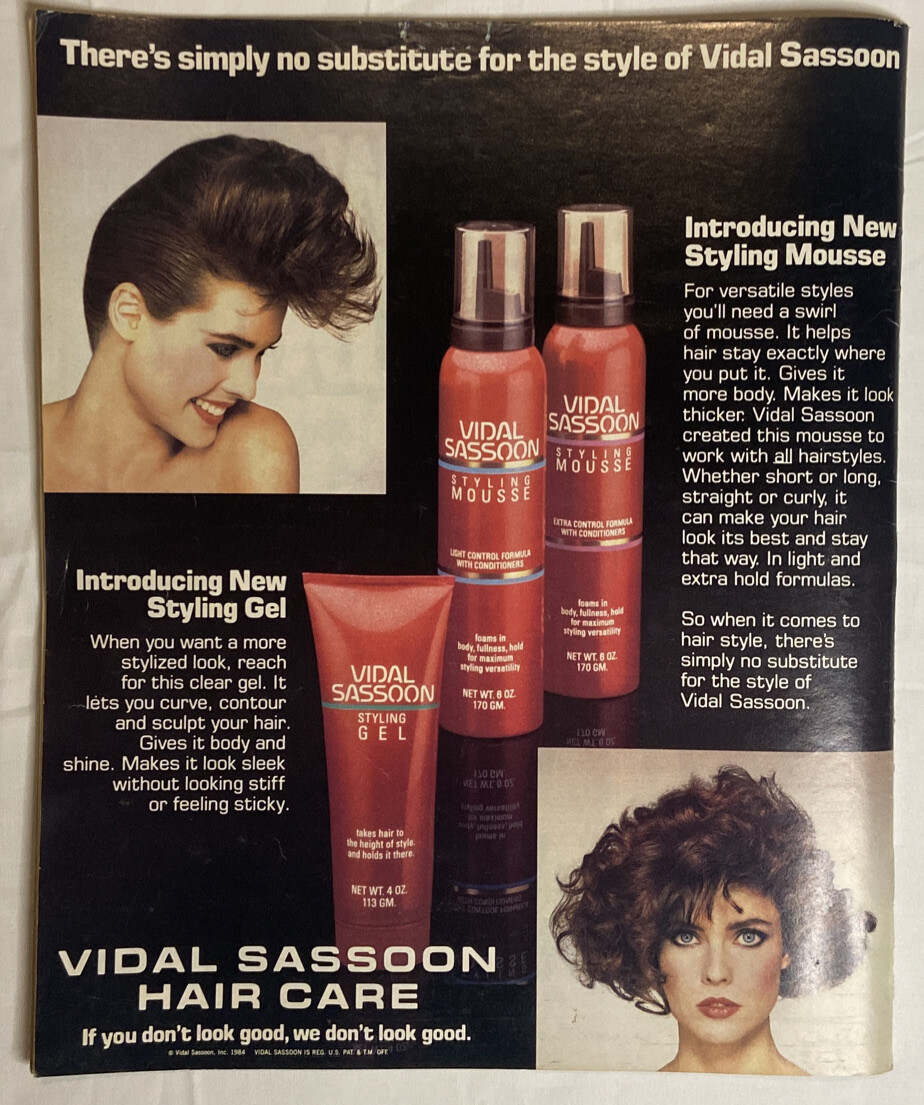 There's simply no substitute for the style of Vidal Sassoon
Introducing New
Styling Mousse
For versatile styles
you'll need a swirl
of mousse. It helps
hair stay exactly where
you put it. Gives it
more body. Makes it look
thicker. Vidal Sassoon
created this mousse to
work with all hairstyles.
Whether short or long,
straight or curly, it
can make your hair
look its best and stay
that way. In light and
extra hold formulas.
So when it comes to
hair style, there's
simply no substitute
for the style of
Vidal Sassoon.
VIDAL
SASSOON
STYLING
MOUSSE
LIGHT CONTROL FORMULA
WITH CONDITIONERS
foams in
body, fullness, hold
for maximum
styling versatility
NET WT. 6 OZ.
170 GM.
VIDAL
SASSOON
STYLING
MOUSSE
EXTRA CONTROL FORMULA
WITH CONDITIONERS
foams in
body, fullness, hold
for maximum
styling versatility
NET WT. 6 OZ.
170 GM.
Introducing New
Styling Gel
When you want a more
stylized look, reach
for this clear gel. It
lets you curve, contour
and sculpt your hair.
Gives it body and
shine. Makes it look sleek
without looking stiff
or feeling sticky.
VIDAL
SASSOON
STYLING
GEL
takes hair to
the height of style.
and holds it there.
NET WT. 4 OZ.
113 GM.
VIDAL SASSOON
HAIR CARE
If you don't look good, we don't look good.
© Vidal Sassoon, Inc. 1984 VIDAL SASSOON IS REG. U.S. PAT. & T.M. OFF.